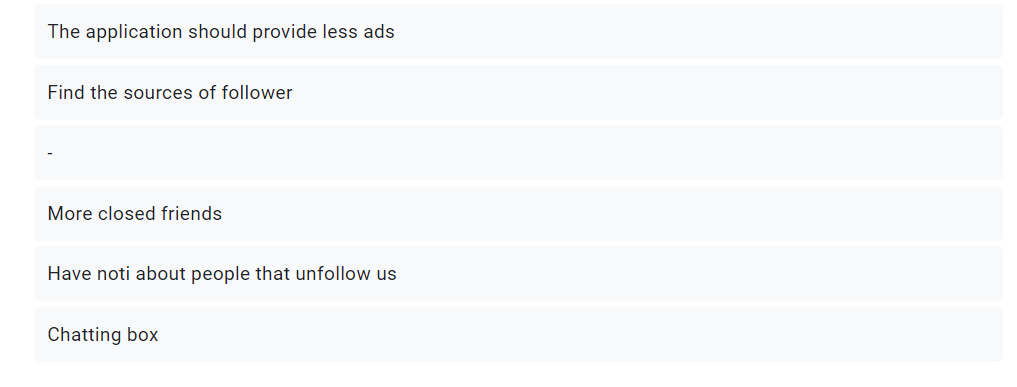 The application should provide less ads
Find the sources of follower
-
More closed friends
Have noti about people that unfollow us
Chatting box